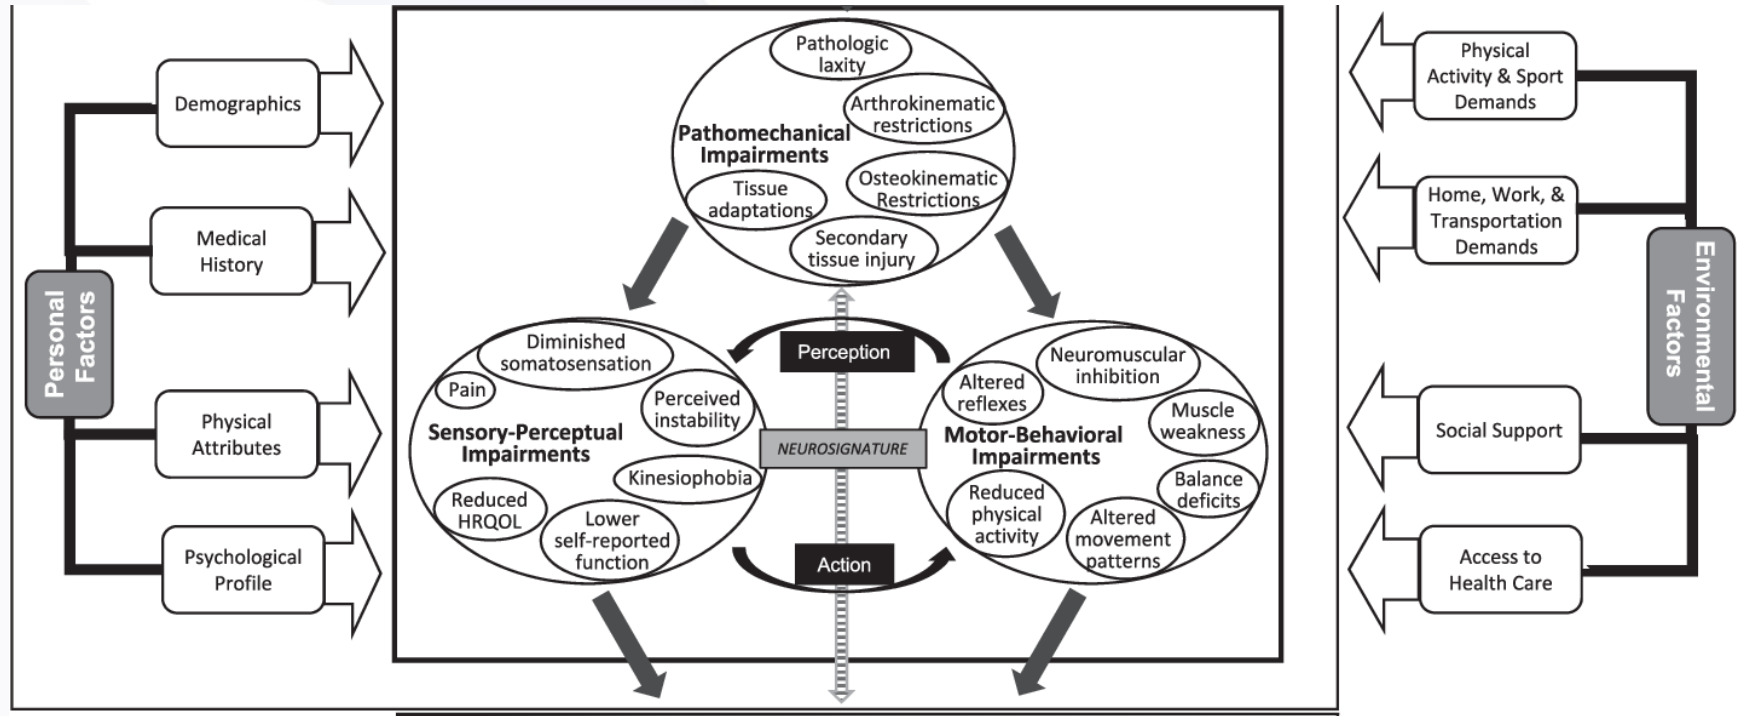 Personal
Factors
Demographics
Medical
History
Physical
Attributes
Psychological
Profile
Pathologic
laxity
Arthrokinematic
restrictions
Pathomechanical
Impairments
Osteokinematic
Restrictions
Tissue
adaptations
Secondary
tissue injury
Diminished
somatosensation
Pain
Perceived
instability
Sensory-Perceptual
Impairments
Kinesiophobia
Reduced
HRQOL
Lower
self-reported
function
Perception
NEUROSIGNATURE
Action
Neuromuscular
inhibition
Altered
reflexes
Muscle
weakness
Motor-Behavioral
Impairments
Balance
deficits
Reduced
physical
activity
Altered
movement
patterns
Physical
Activity & Sport
Demands
Home, Work, &
Transportation
Demands
Social Support
Access to
Health Care
Environmental
Factors